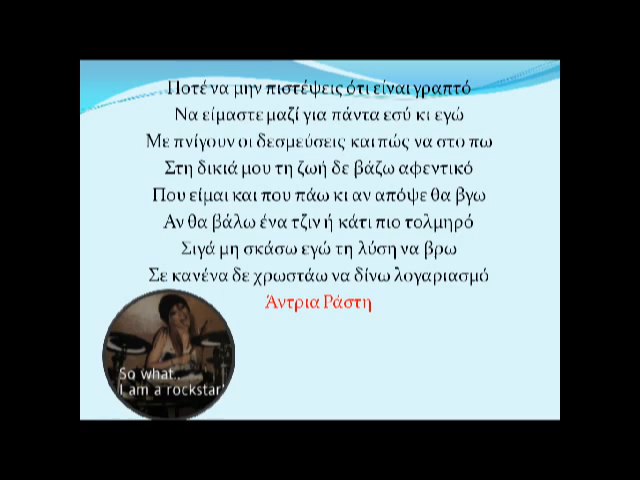 Ποτέ να μην πιστέψεις ότι είναι γραπτό
Να είμαστε μαζί για πάντα εσύ κι εγώ
Με πνίγουν οι δεσμεύσεις και πώς να στο πω
Στη δικιά μου τη ζωή δε βάζω αφεντικό
Που είμαι και που πάω κι αν απόψε θα βγω
Αν θα βάλω ένα τζιν ή κάτι πιο τολμηρό
Σιγά μη σκάσω εγώ τη λύση να βρω
Σε κανένα δε χρωστάω να δίνω λογαριασμό
Άντρια Ράστη
So what..
I am a rockstar'